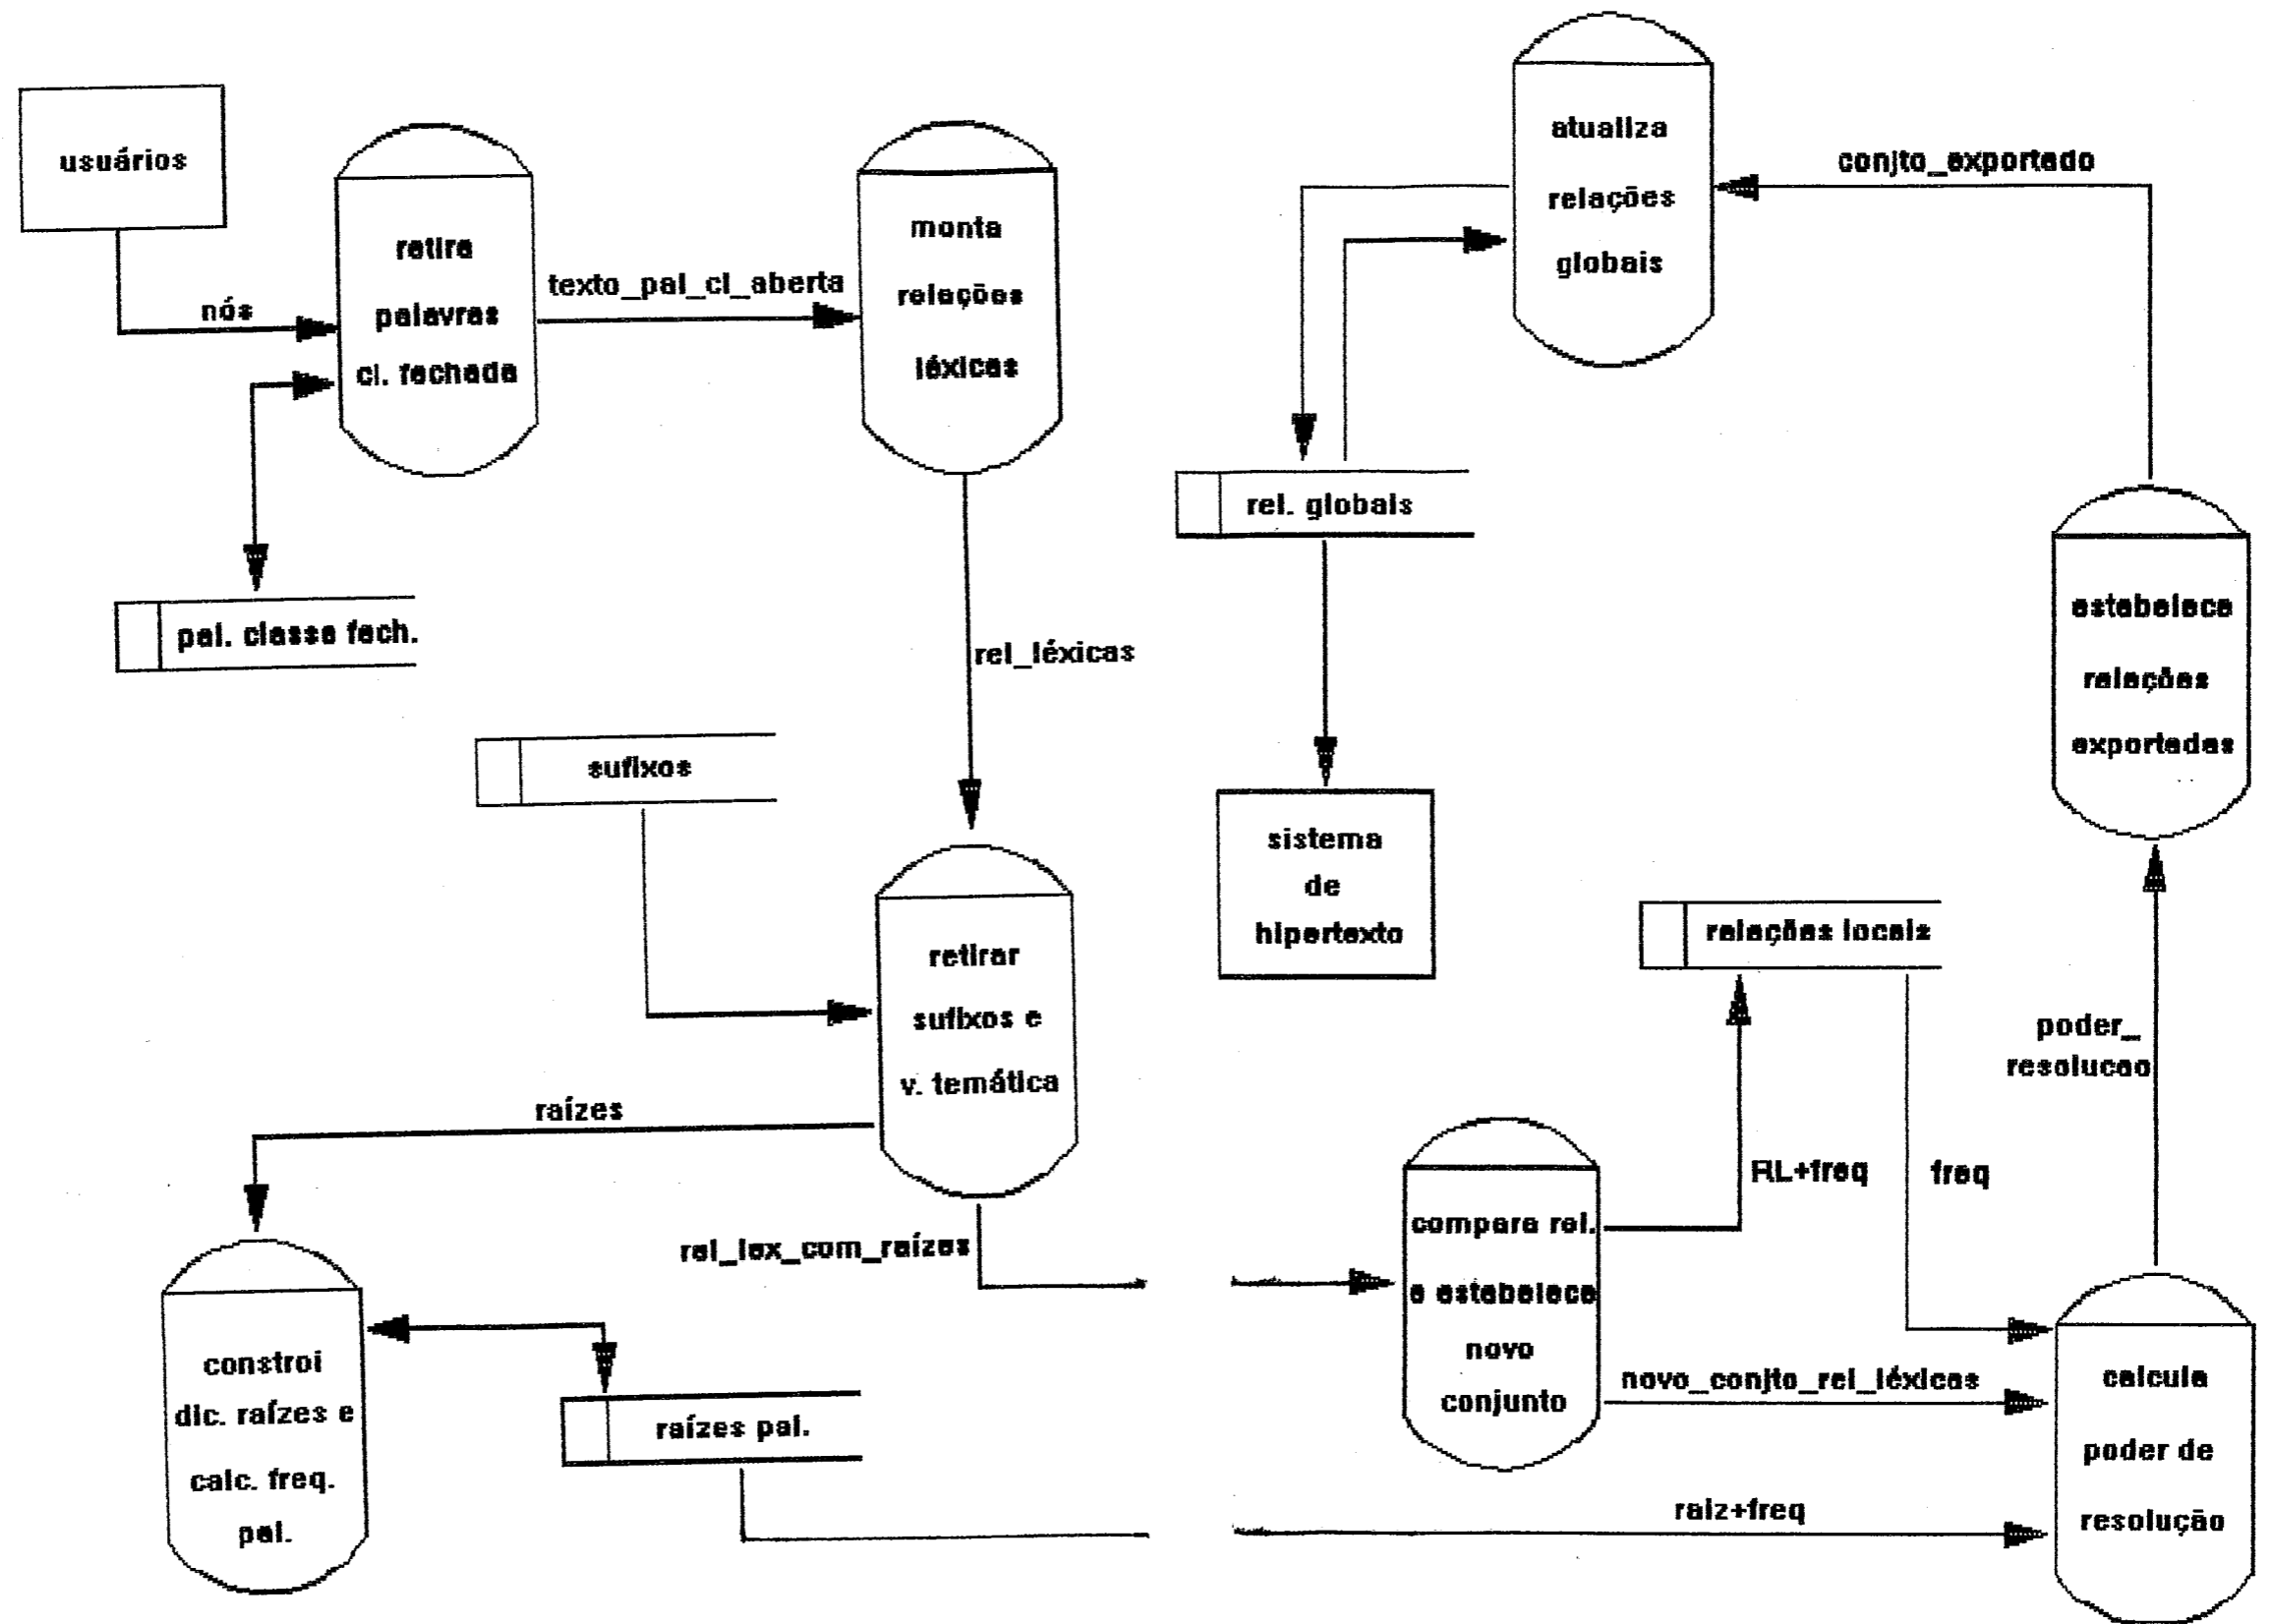 usuários
nós
retira
palavras
cl. fechada
texto_pal_cl_aberta
monta
relações
léxicas
pal. classe fech.
rel_léxicas
sufixos
retirar
sufixos e
v. temática
raízes
rel_lex_com_raízes
constroi
dic. raízes e
calc. freq.
pal.
raízes pal.
atualiza
relações
globais
conjto_exportado
rel. globais
sistema
de
hipertexto
estabelece
relações
exportadas
relações locais
poder_
resolucao
RL+freq
freq
compara rel.
e estabelece
novo
conjunto
novo_conjto_rel_léxicas
raiz+freq
calcula
poder de
resolução